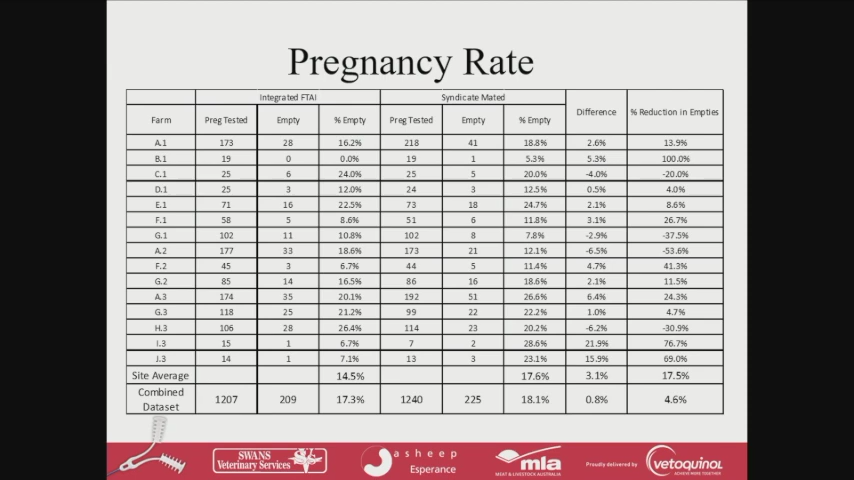 Pregnancy Rate
Integrated FTAI Syndicate Mated
Farm Preg Tested Empty % Empty Preg Tested Empty % Empty Difference % Reduction in Empties
A.1 173 28 16.2% 218 41 18.8% 2.6% 13.9%
B.1 19 0 0.0% 19 1 5.3% 5.3% 100.0%
C.1 25 6 24.0% 25 5 20.0% -4.0% -20.0%
D.1 25 3 12.0% 24 3 12.5% 0.5% 4.0%
E.1 71 16 22.5% 73 18 24.7% 2.1% 8.6%
F.1 58 5 8.6% 51 6 11.8% 3.1% 26.7%
G.1 102 11 10.8% 102 8 7.8% -2.9% -37.5%
A.2 177 33 18.6% 173 21 12.1% -6.5% -53.6%
F.2 45 3 6.7% 44 5 11.4% 4.7% 41.3%
G.2 85 14 16.5% 86 16 18.6% 2.1% 11.5%
A.3 174 35 20.1% 192 51 26.6% 6.4% 24.3%
G.3 118 25 21.2% 99 22 22.2% 1.0% 4.7%
H.3 106 28 26.4% 114 23 20.2% -6.2% -30.9%
I.3 15 1 6.7% 7 2 28.6% 21.9% 76.7%
J.3 14 1 7.1% 13 3 23.1% 15.9% 69.0%
Site Average 14.5% 17.6% 3.1% 17.5%
Combined
Dataset 1207 209 17.3% 1240 225 18.1% 0.8% 4.6%
SWANS
Veterinary Services
asheep
Esperance
mla
MEAT & LIVESTOCK AUSTRALIA
Proudly delivered by
vetoquinol
ACHIEVE MORE TOGETHER